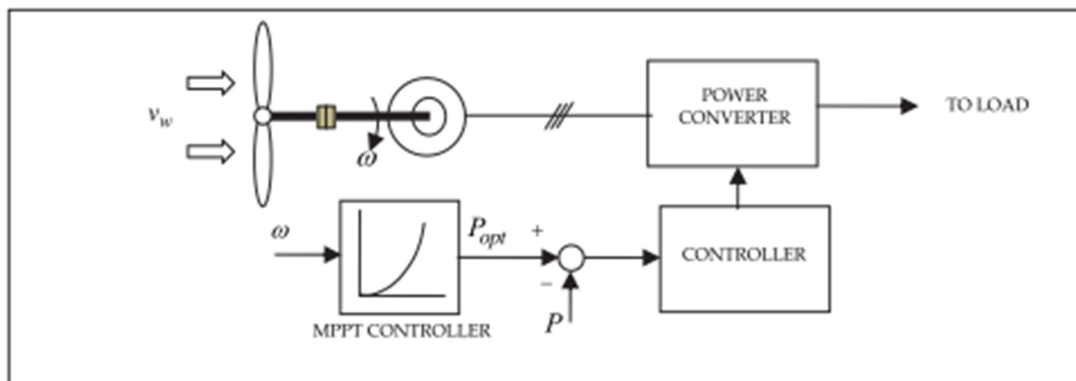 v_w
ω
POWER
CONVERTER
TO LOAD
ω
P_opt
+
−
P
MPPT CONTROLLER
CONTROLLER